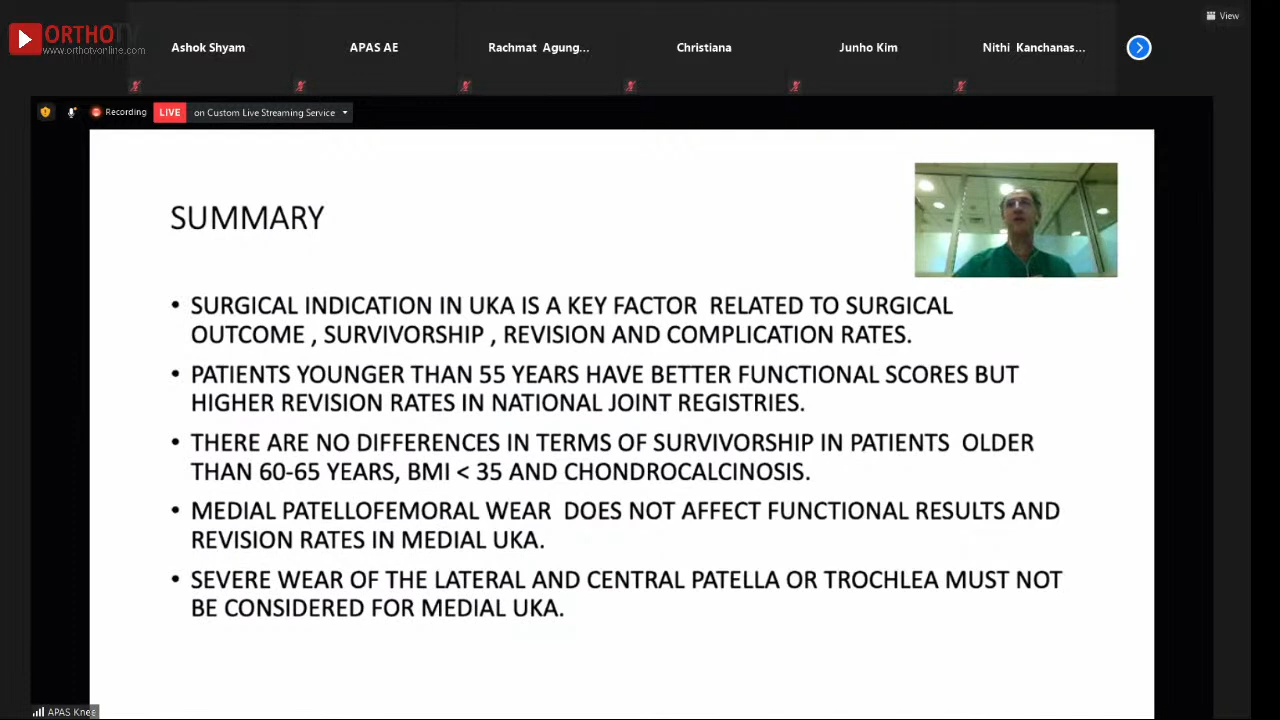 ORTHOTV
www.orthotvonline.com
View
Ashok Shyam
APAS AE
Rachmat Agung...
Christiana
Junho Kim
Nithi Kanchanas...
Recording
LIVE
on Custom Live Streaming Service
SUMMARY
• SURGICAL INDICATION IN UKA IS A KEY FACTOR RELATED TO SURGICAL
OUTCOME , SURVIVORSHIP , REVISION AND COMPLICATION RATES.
• PATIENTS YOUNGER THAN 55 YEARS HAVE BETTER FUNCTIONAL SCORES BUT
HIGHER REVISION RATES IN NATIONAL JOINT REGISTRIES.
• THERE ARE NO DIFFERENCES IN TERMS OF SURVIVORSHIP IN PATIENTS OLDER
THAN 60-65 YEARS, BMI < 35 AND CHONDROCALCINOSIS.
• MEDIAL PATELLOFEMORAL WEAR DOES NOT AFFECT FUNCTIONAL RESULTS AND
REVISION RATES IN MEDIAL UKA.
• SEVERE WEAR OF THE LATERAL AND CENTRAL PATELLA OR TROCHLEA MUST NOT
BE CONSIDERED FOR MEDIAL UKA.
APAS Knee